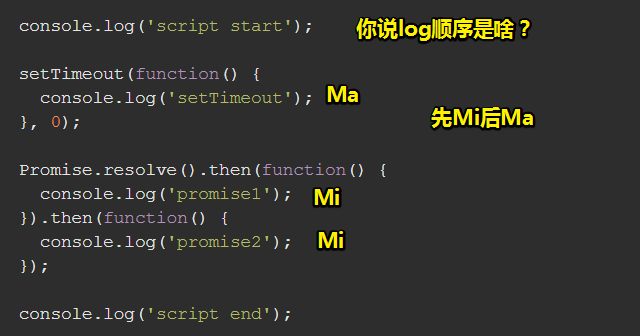 console.log('script start'); 你说log顺序是啥？
setTimeout(function() {
  console.log('setTimeout'); Ma
}, 0); 先Mi后Ma
Promise.resolve().then(function() {
  console.log('promise1'); Mi
}).then(function() {
  console.log('promise2'); Mi
});
console.log('script end');